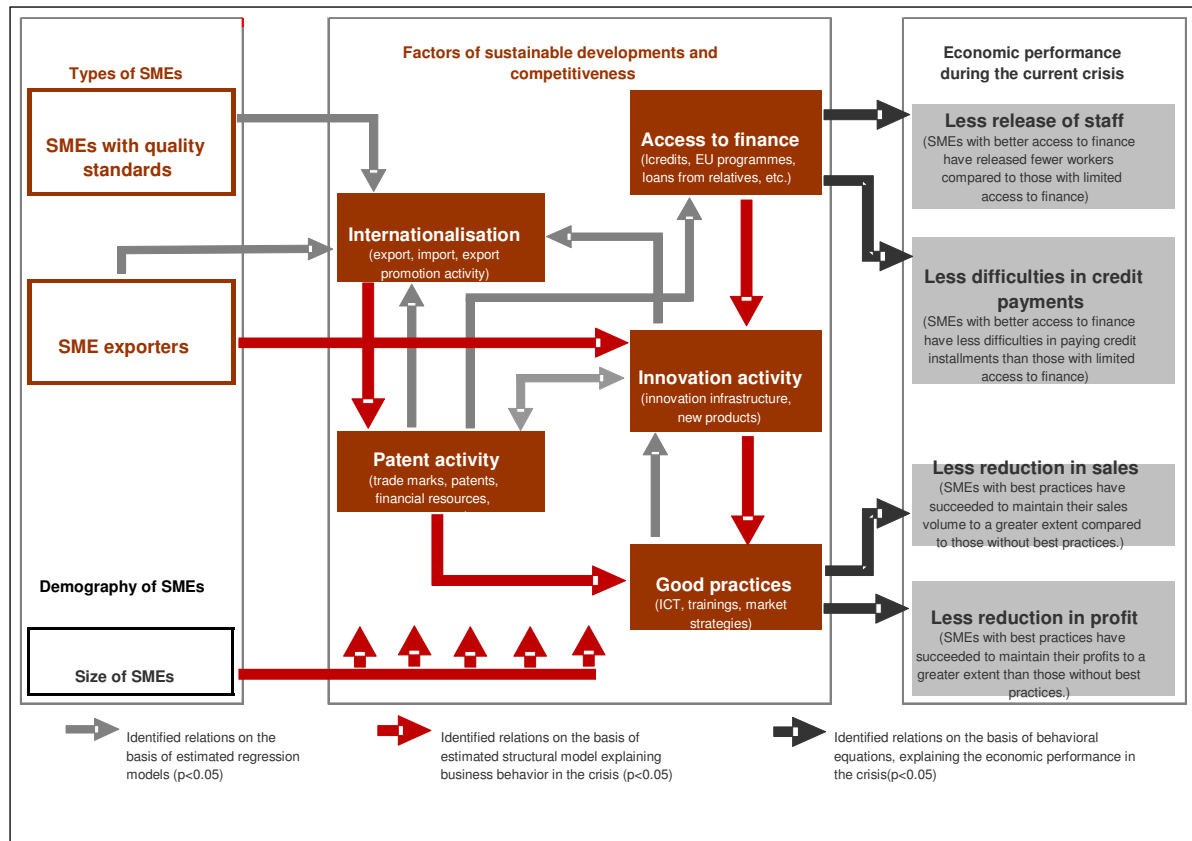 Types of SMEs
SMEs with quality
standards
SME exporters
Demography of SMEs
Size of SMEs
Factors of sustainable developments and
competitiveness
Access to finance
(Icredits, EU programmes,
loans from relatives, etc.)
Internationalisation
(export, import, export
promotion activity)
Innovation activity
(innovation infrastructure,
new products)
Patent activity
(trade marks, patents,
financial resources,
Good practices
(ICT, trainings, market
strategies)
Economic performance
during the current crisis
Less release of staff
(SMEs with better access to finance
have released fewer workers
compared to those with limited
access to finance)
Less difficulties in credit
payments
(SMEs with better access to finance
have less difficulties in paying credit
installments than those with limited
access to finance)
Less reduction in sales
(SMEs with best practices have
succeeded to maintain their sales
volume to a greater extent compared
to those without best practices.)
Less reduction in profit
(SMEs with best practices have
succeeded to maintain their profits to a
greater extent than those without best
practices.)
Identified relations on the
basis of estimated regression
models (p<0.05)
Identified relations on the basis of
estimated structural model explaining
business behavior in the crisis (p<0.05)
Identified relations on the basis of behavioral
equations, explaining the economic performance in
the crisis(p<0.05)